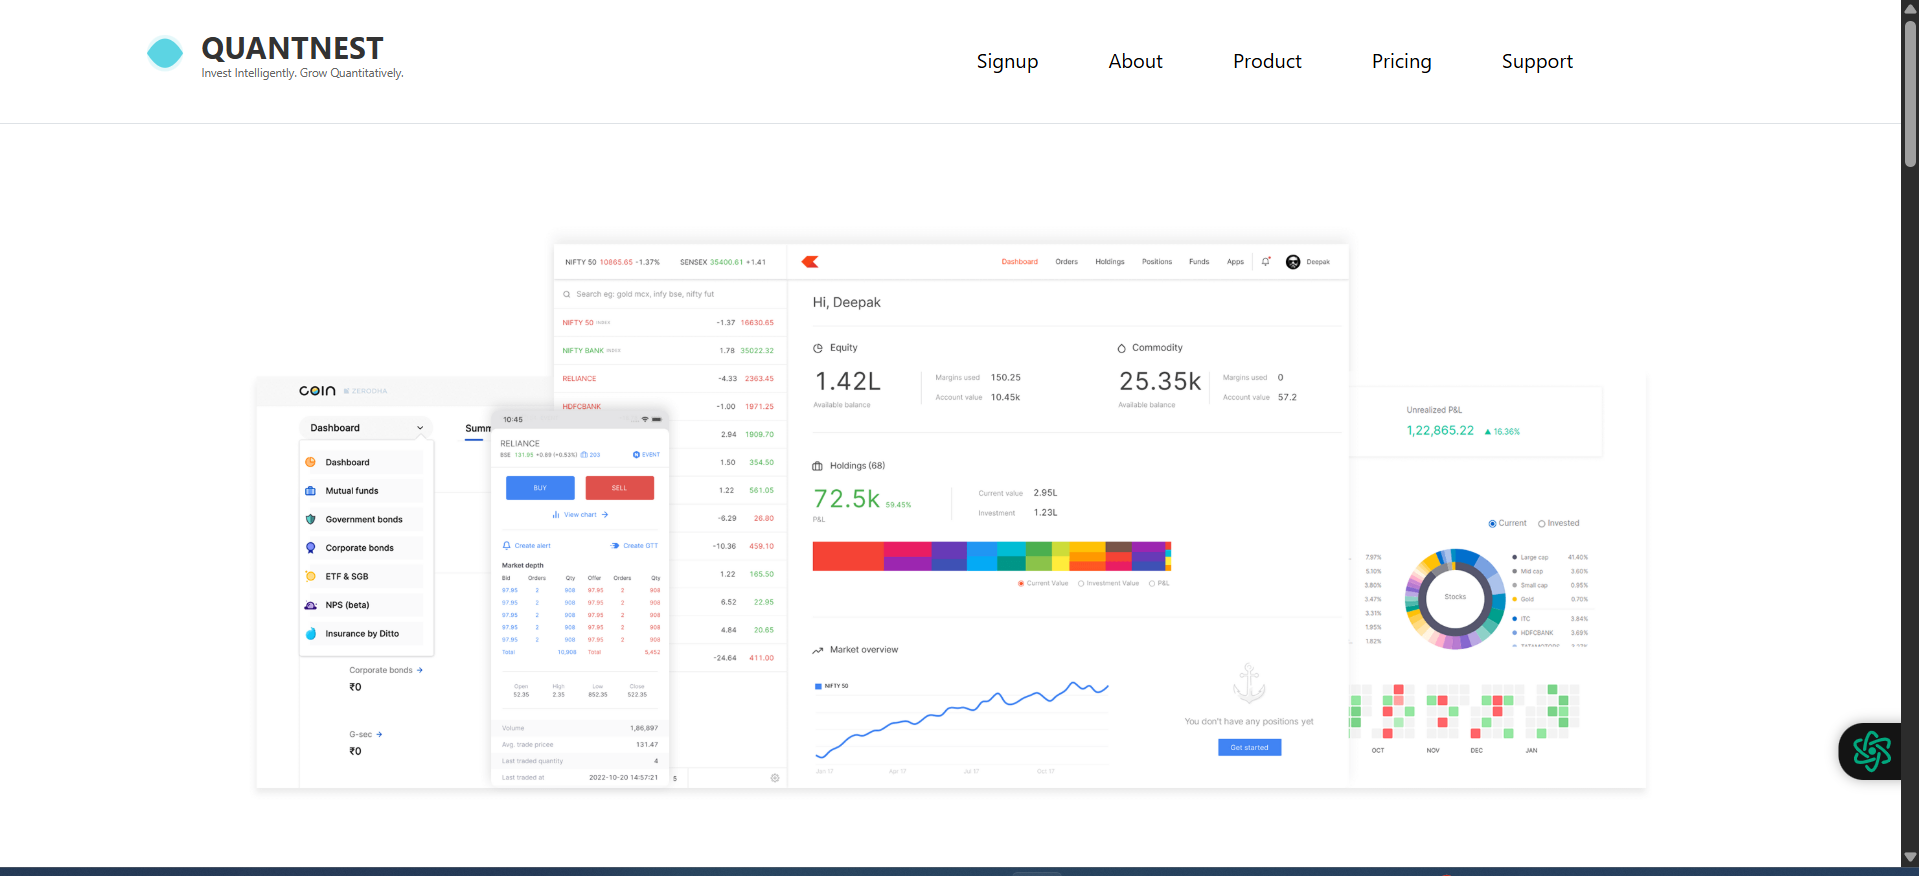 QUANTNEST
Invest Intelligently. Grow Quantitatively.
Signup About Product Pricing Support
NIFTY 50 10865.65 -1.37% SENSEX 35400.61 +1.41
Dashboard Orders Holdings Positions Funds Apps Deepak
Search eg: gold mcx, infy bse, nifty fut
NIFTY 50 INDEX -1.37 16630.65
NIFTY BANK INDEX 1.78 35022.32
RELIANCE -4.33 2363.45
HDFCBANK -1.00 1971.25
2.94 1909.70
1.50 354.50
1.22 561.05
-6.29 26.80
-10.36 459.10
1.22 165.50
6.52 22.95
4.84 20.65
-24.64 411.00
5
Hi, Deepak
Equity
1.42L
Available balance
Margins used 150.25
Account value 10.45k
Commodity
25.35k
Available balance
Margins used 0
Account value 57.2
Holdings (68)
72.5k 59.45%
P&L
Current value 2.95L
Investment 1.23L
Current Value Investment Value P&L
Market overview
NIFTY 50
Jan 17 Apr 17 Jul 17 Oct 17
You don't have any positions yet
Get started
COIN ZERODHA
Dashboard
Summ
Dashboard
Mutual funds
Government bonds
Corporate bonds
ETF & SGB
NPS (beta)
Insurance by Ditto
Corporate bonds
₹0
G-sec
₹0
10:45
RELIANCE
BSE 131.95 +0.69 (+0.53%) 203 EVENT
BUY SELL
View chart
Create alert Create GTT
Market depth
Bid Orders Qty Offer Orders Qty
97.95 2 908 97.95 2 908
97.95 2 908 97.95 2 908
97.95 2 908 97.95 2 908
97.95 2 908 97.95 2 908
97.95 2 908 97.95 2 908
Total 10,908 Total 5,452
Open High Low Close
52.35 2.35 852.35 522.35
Volume 1,86,897
Avg. trade pricee 131.47
Last traded quantity 4
Last traded at 2022-10-20 14:57:21
Unrealized P&L
1,22,865.22 16.36%
Current Invested
7.97%
5.10%
3.80%
3.47%
3.31%
1.95%
1.82%
Stocks
Large cap 41.40%
Mid cap 3.60%
Small cap 0.95%
Gold 0.70%
ITC 3.84%
HDFCBANK 3.69%
OCT NOV DEC JAN